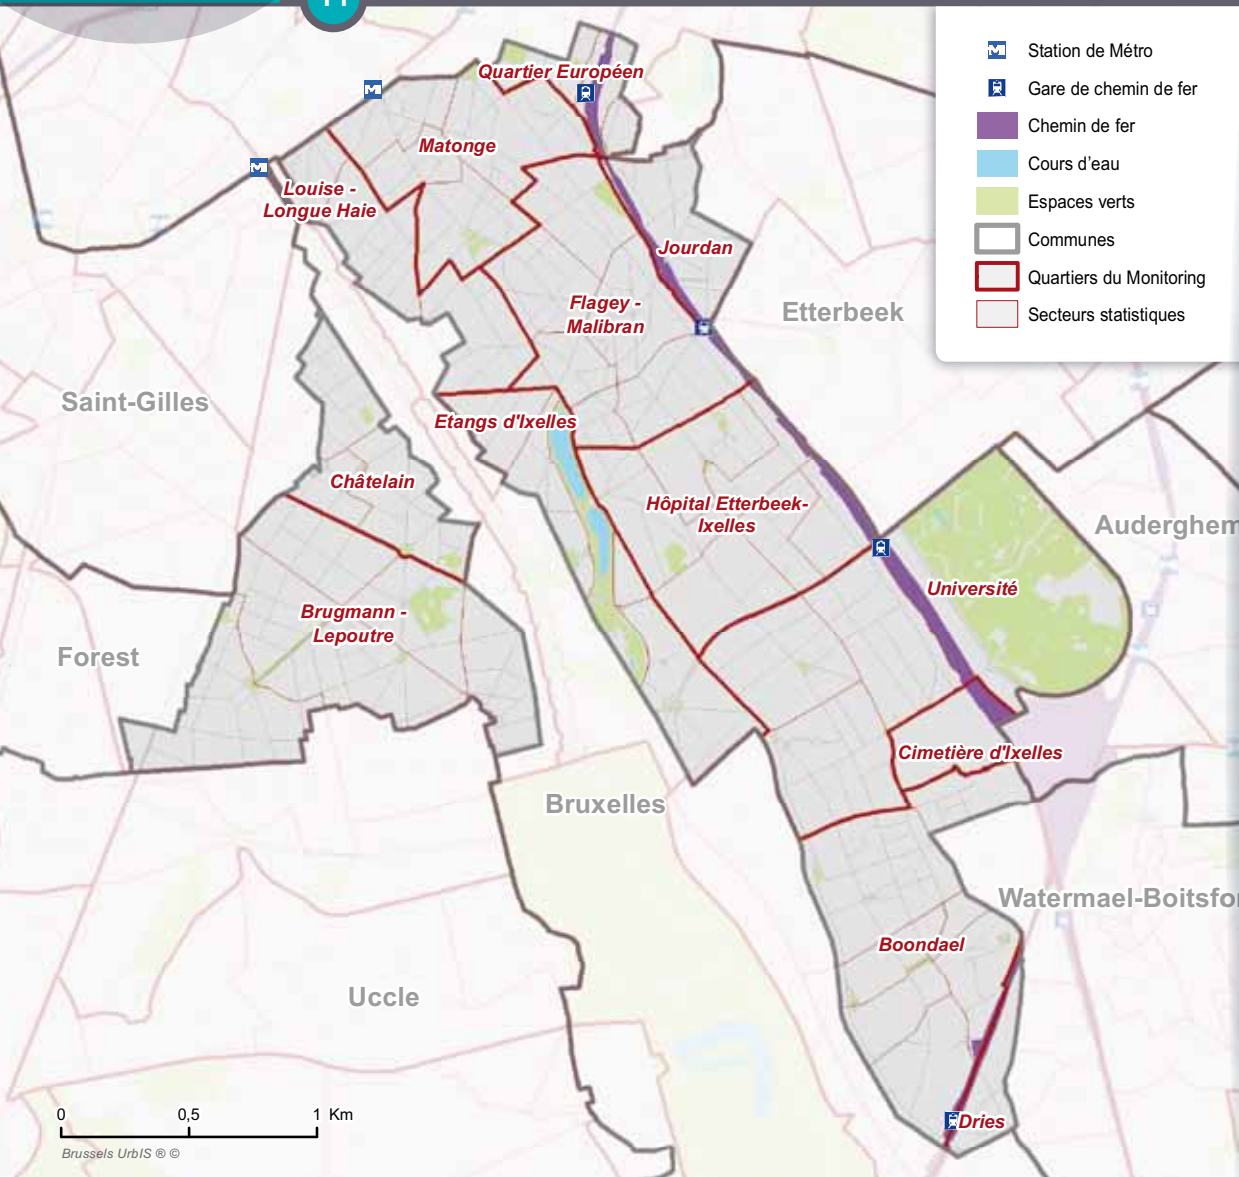 Station de Métro
Gare de chemin de fer
Chemin de fer
Cours d'eau
Espaces verts
Communes
Quartiers du Monitoring
Secteurs statistiques
Quartier Européen
Matonge
Louise -
Longue Haie
Jourdan
Flagey -
Malibran
Etterbeek
Saint-Gilles
Etangs d'Ixelles
Châtelain
Hôpital Etterbeek-
Ixelles
Auderghem
Université
Brugmann -
Lepoutre
Forest
Cimetière d'Ixelles
Bruxelles
Watermael-Boitsfo
Boondael
Uccle
Dries
0 0,5 1 Km
Brussels UrbIS ® ©